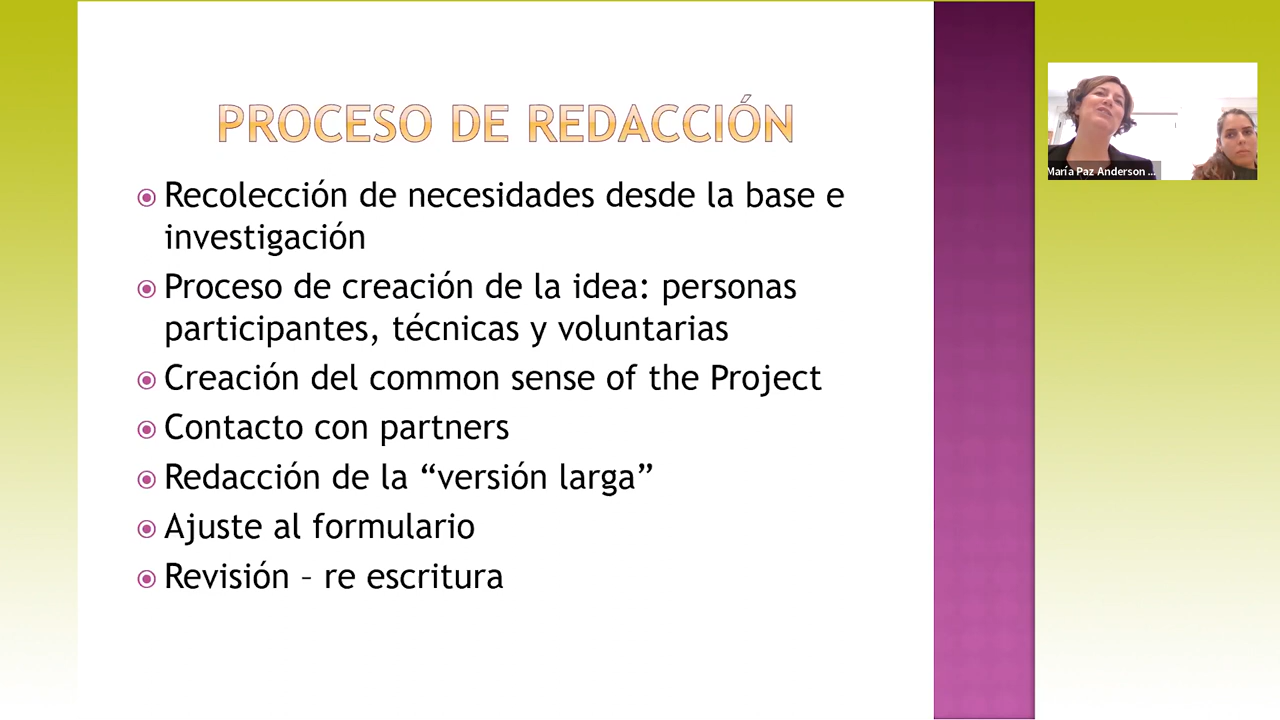 PROCESO DE REDACCIÓN
Recolección de necesidades desde la base e
investigación
Proceso de creación de la idea: personas
participantes, técnicas y voluntarias
Creación del common sense of the Project
Contacto con partners
Redacción de la “versión larga”
Ajuste al formulario
Revisión – re escritura
María Paz Anderson ...